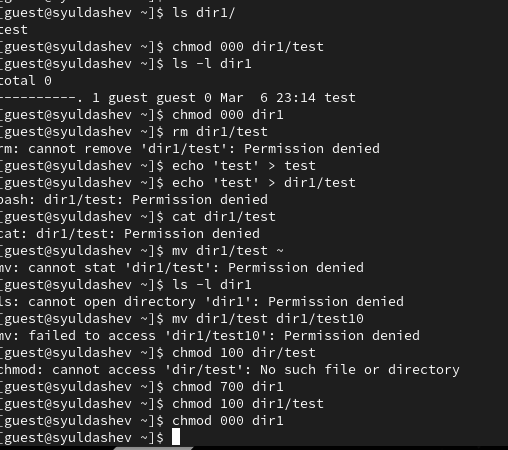 [guest@syuldashev ~]$ ls dir1/
test
[guest@syuldashev ~]$ chmod 000 dir1/test
[guest@syuldashev ~]$ ls -l dir1
total 0
----------. 1 guest guest 0 Mar  6 23:14 test
[guest@syuldashev ~]$ chmod 000 dir1
[guest@syuldashev ~]$ rm dir1/test
rm: cannot remove 'dir1/test': Permission denied
[guest@syuldashev ~]$ echo 'test' > test
[guest@syuldashev ~]$ echo 'test' > dir1/test
bash: dir1/test: Permission denied
[guest@syuldashev ~]$ cat dir1/test
cat: dir1/test: Permission denied
[guest@syuldashev ~]$ mv dir1/test ~
mv: cannot stat 'dir1/test': Permission denied
[guest@syuldashev ~]$ ls -l dir1
ls: cannot open directory 'dir1': Permission denied
[guest@syuldashev ~]$ mv dir1/test dir1/test10
mv: failed to access 'dir1/test10': Permission denied
[guest@syuldashev ~]$ chmod 100 dir/test
chmod: cannot access 'dir/test': No such file or directory
[guest@syuldashev ~]$ chmod 700 dir1
[guest@syuldashev ~]$ chmod 100 dir1/test
[guest@syuldashev ~]$ chmod 000 dir1
[guest@syuldashev ~]$